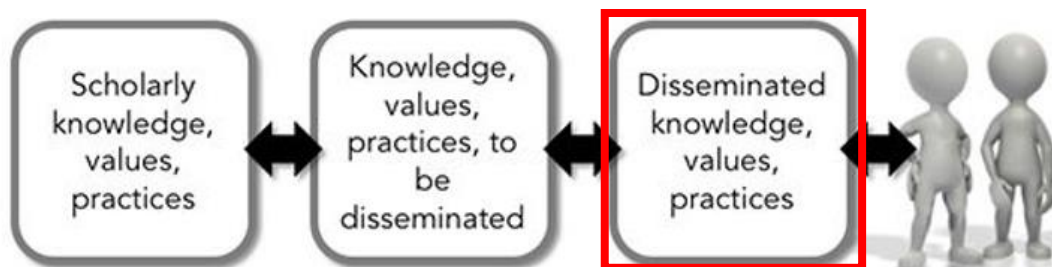 Scholarly
knowledge,
values,
practices
Knowledge,
values,
practices, to
be
disseminated
Disseminated
knowledge,
values,
practices